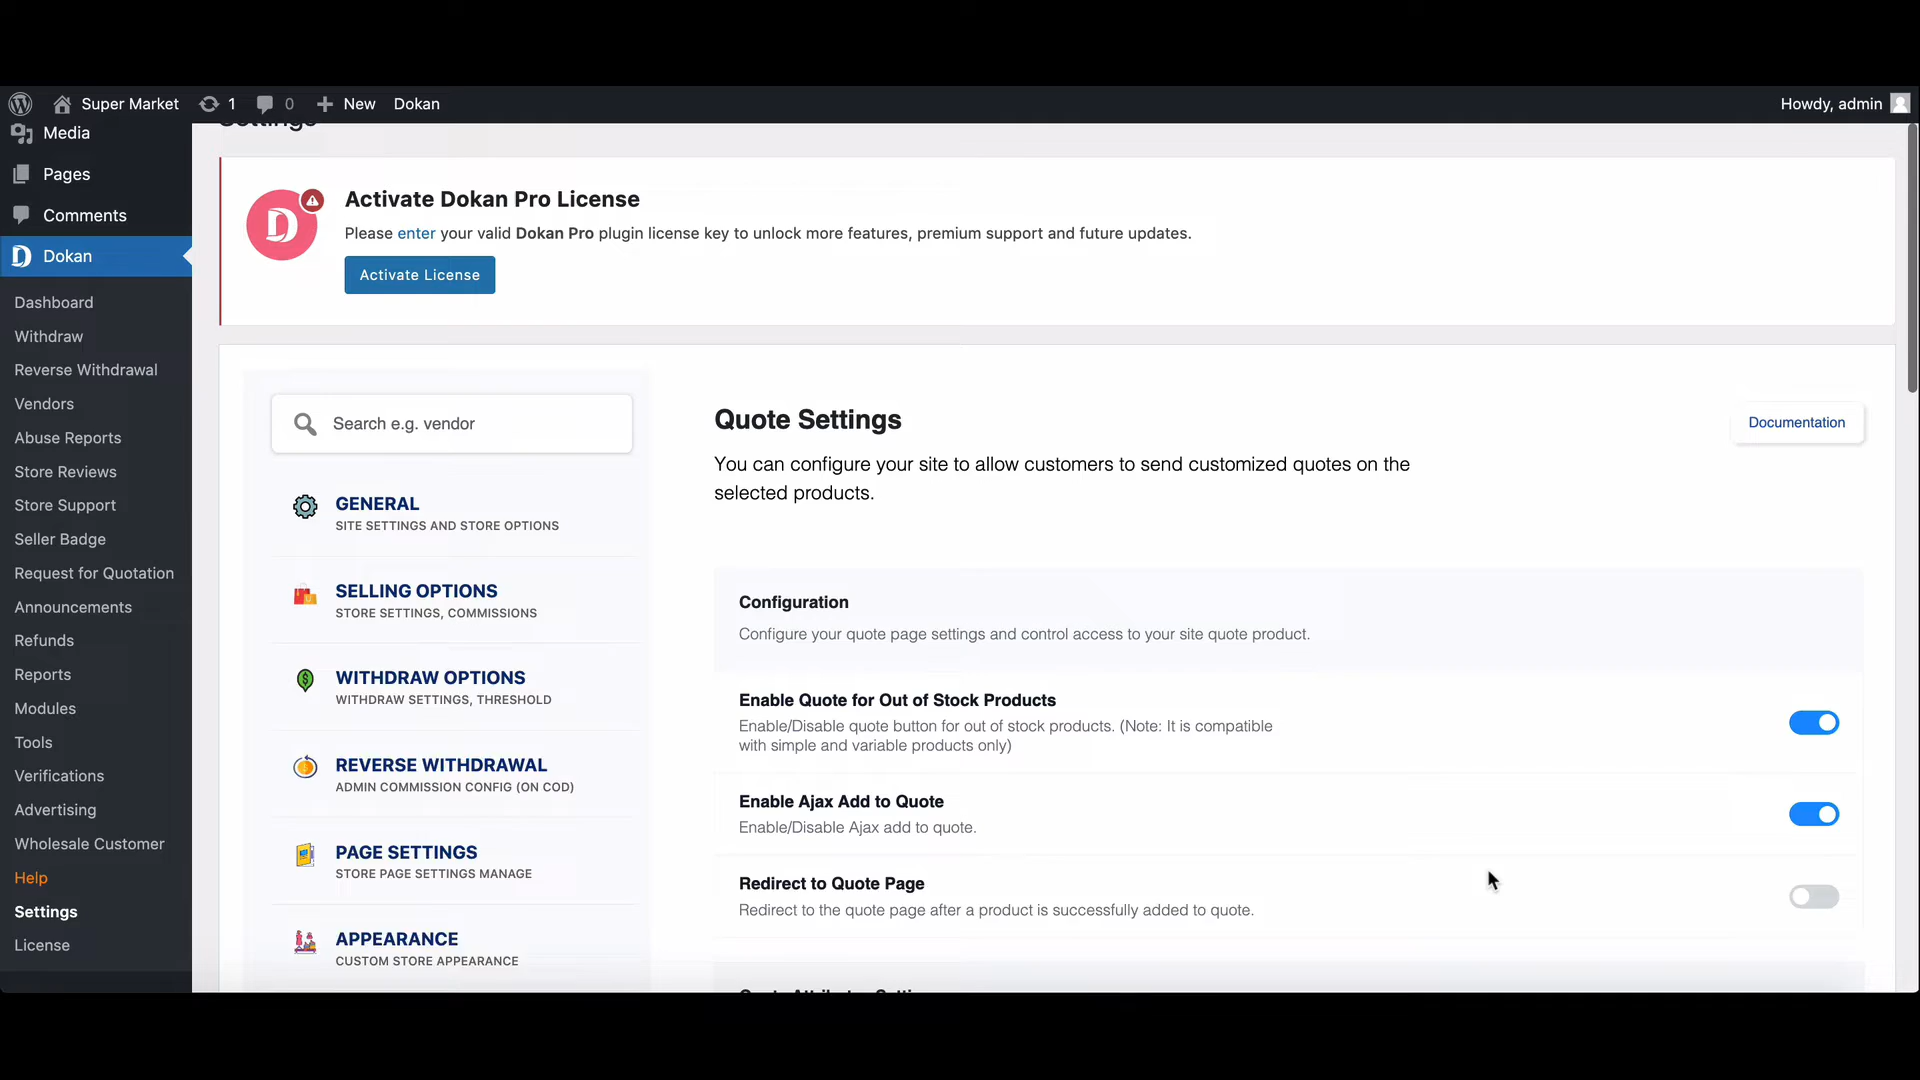 Super Market
1
0
New
Dokan
Howdy, admin
Media
Pages
Comments
Dokan
Dashboard
Withdraw
Reverse Withdrawal
Vendors
Abuse Reports
Store Reviews
Store Support
Seller Badge
Request for Quotation
Announcements
Refunds
Reports
Modules
Tools
Verifications
Advertising
Wholesale Customer
Help
Settings
License
Settings
Activate Dokan Pro License
Please enter your valid Dokan Pro plugin license key to unlock more features, premium support and future updates.
Activate License
Search e.g. vendor
GENERAL
SITE SETTINGS AND STORE OPTIONS
SELLING OPTIONS
STORE SETTINGS, COMMISSIONS
WITHDRAW OPTIONS
WITHDRAW SETTINGS, THRESHOLD
REVERSE WITHDRAWAL
ADMIN COMMISSION CONFIG (ON COD)
PAGE SETTINGS
STORE PAGE SETTINGS MANAGE
APPEARANCE
CUSTOM STORE APPEARANCE
Quote Settings
Documentation
You can configure your site to allow customers to send customized quotes on the
selected products.
Configuration
Configure your quote page settings and control access to your site quote product.
Enable Quote for Out of Stock Products
Enable/Disable quote button for out of stock products. (Note: It is compatible
with simple and variable products only)
Enable Ajax Add to Quote
Enable/Disable Ajax add to quote.
Redirect to Quote Page
Redirect to the quote page after a product is successfully added to quote.